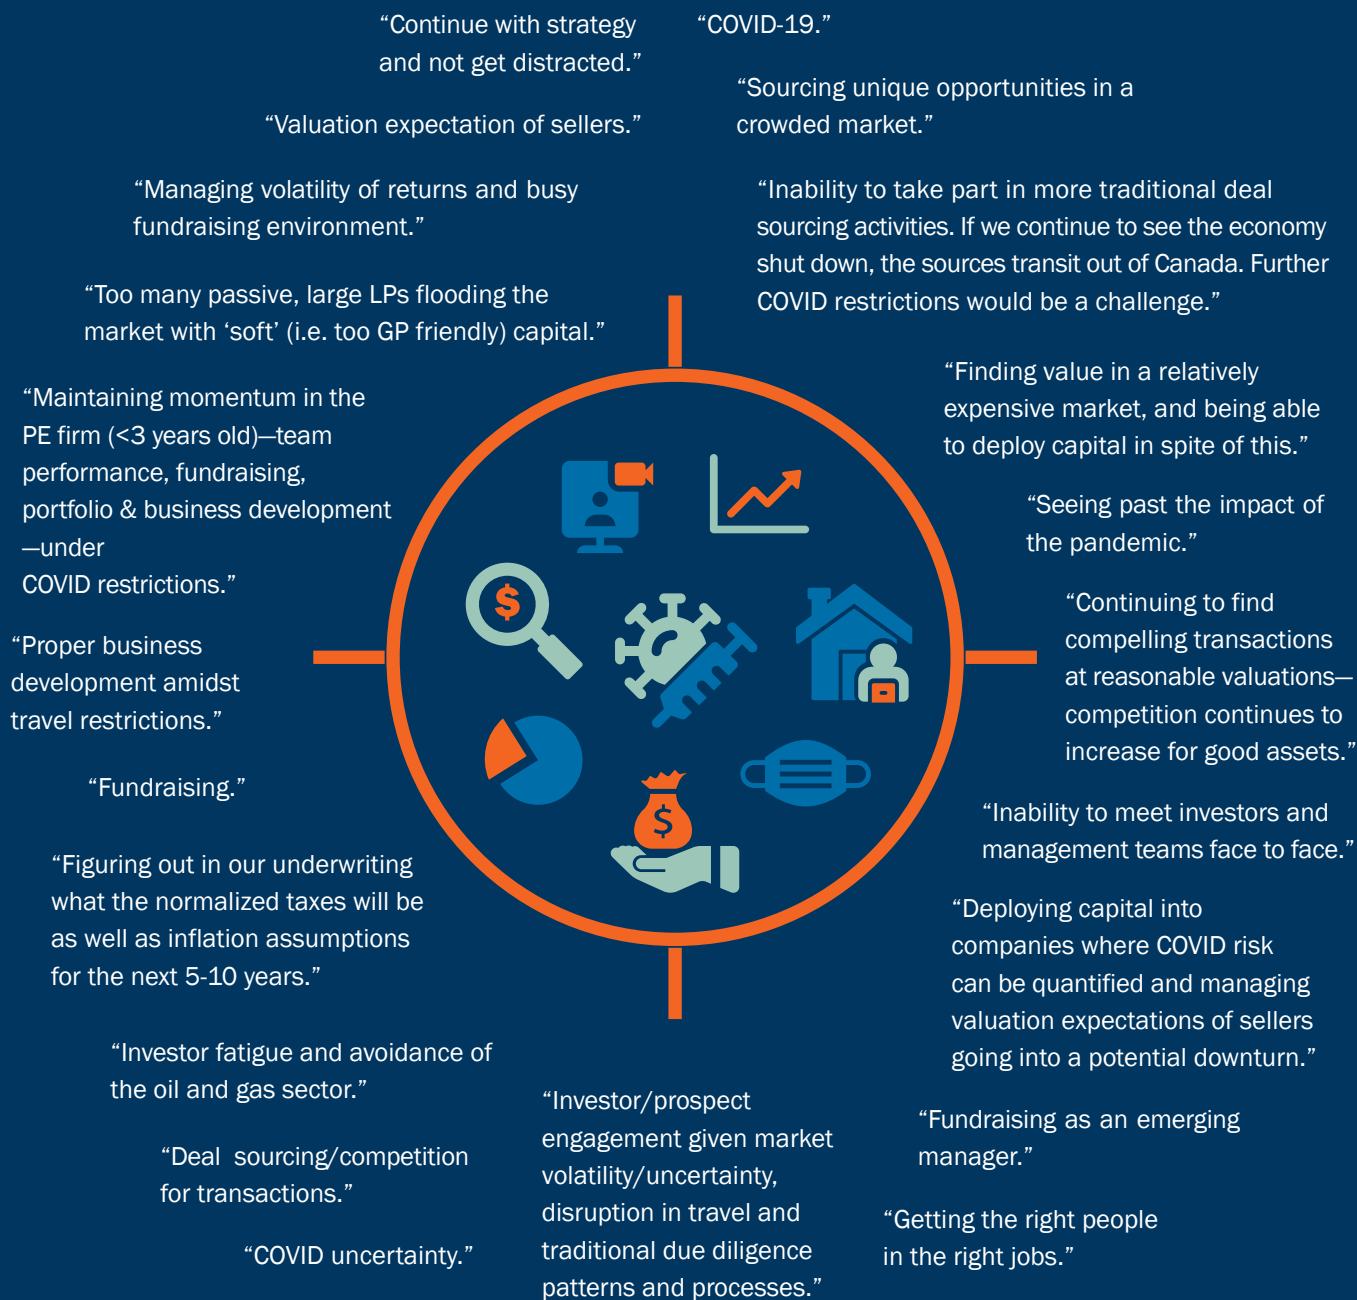 “Continue with strategy
and not get distracted.”
“COVID-19.”
“Sourcing unique opportunities in a
crowded market.”
“Valuation expectation of sellers.”
“Managing volatility of returns and busy
fundraising environment.”
“Inability to take part in more traditional deal
sourcing activities. If we continue to see the economy
shut down, the sources transit out of Canada. Further
COVID restrictions would be a challenge.”
“Too many passive, large LPs flooding the
market with ‘soft’ (i.e. too GP friendly) capital.”
“Finding value in a relatively
expensive market, and being able
to deploy capital in spite of this.”
“Maintaining momentum in the
PE firm (<3 years old)—team
performance, fundraising,
portfolio & business development
—under
COVID restrictions.”
“Seeing past the impact of
the pandemic.”
“Continuing to find
compelling transactions
at reasonable valuations—
competition continues to
increase for good assets.”
“Proper business
development amidst
travel restrictions.”
$
“Fundraising.”
$
“Inability to meet investors and
management teams face to face.”
“Figuring out in our underwriting
what the normalized taxes will be
as well as inflation assumptions
for the next 5-10 years.”
“Deploying capital into
companies where COVID risk
can be quantified and managing
valuation expectations of sellers
going into a potential downturn.”
“Investor fatigue and avoidance of
the oil and gas sector.”
“Investor/prospect
engagement given market
volatility/uncertainty,
disruption in travel and
traditional due diligence
patterns and processes.”
“Fundraising as an emerging
manager.”
“Deal sourcing/competition
for transactions.”
“Getting the right people
in the right jobs.”
“COVID uncertainty.”